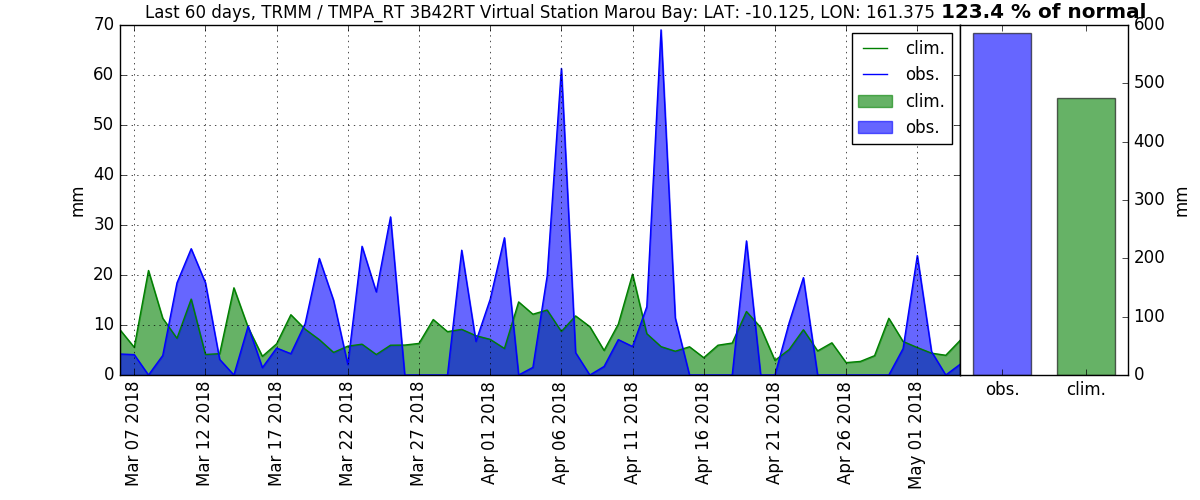 Last 60 days, TRMM / TMPA_RT 3B42RT Virtual Station Marou Bay: LAT: -10.125, LON: 161.375 123.4 % of normal
70
60
50
40
30
20
10
0
mm
clim.
obs.
clim.
obs.
Mar 07 2018
Mar 12 2018
Mar 17 2018
Mar 22 2018
Mar 27 2018
Apr 01 2018
Apr 06 2018
Apr 11 2018
Apr 16 2018
Apr 21 2018
Apr 26 2018
May 01 2018
600
500
400
300
200
100
0
mm
obs. clim.